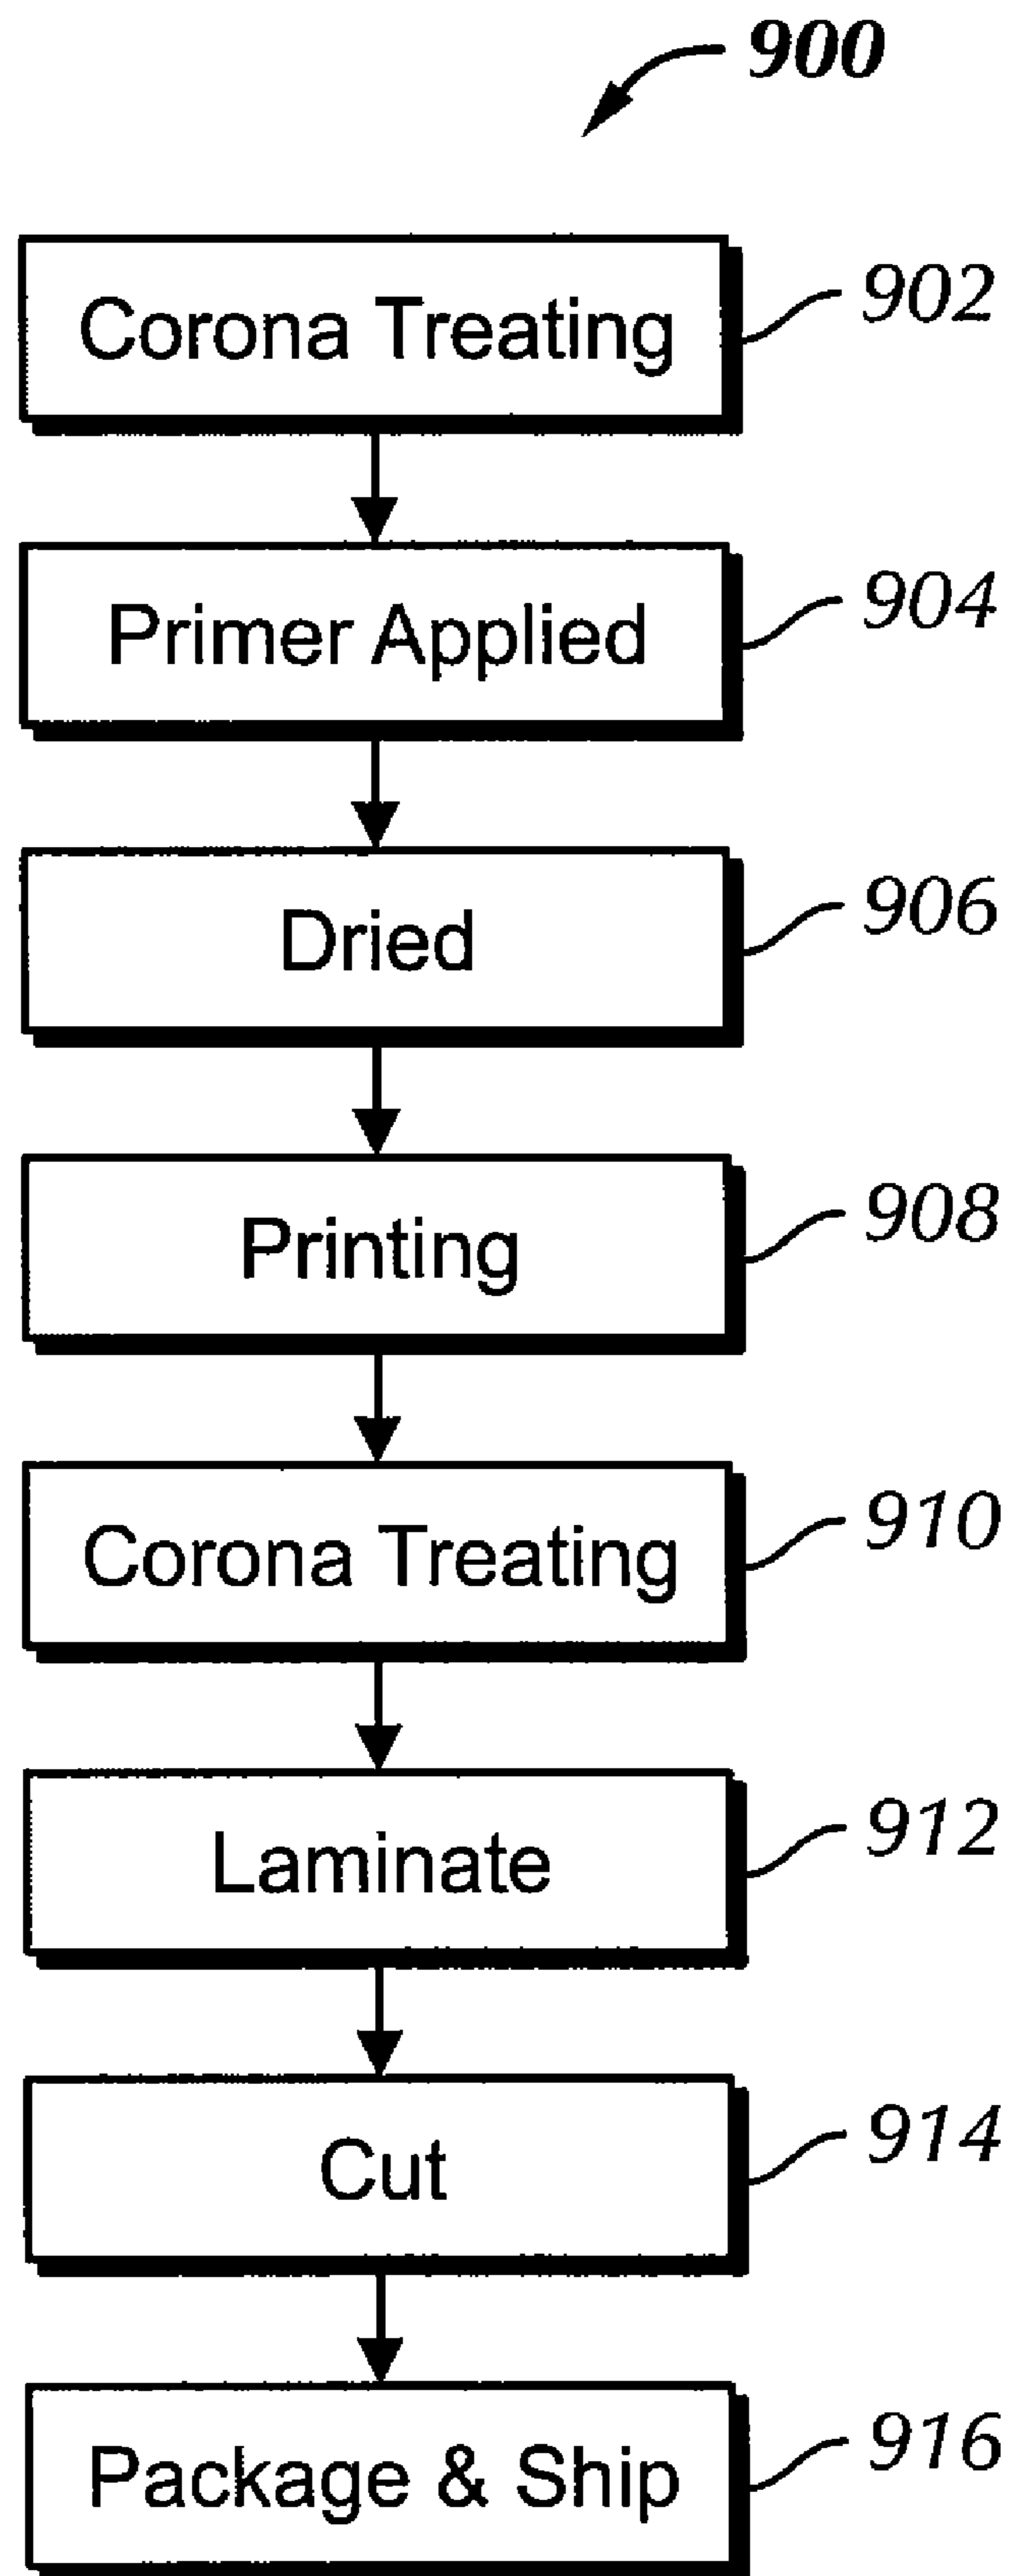 900
Corona Treating 902
Primer Applied 904
Dried 906
Printing 908
Corona Treating 910
Laminate 912
Cut 914
Package & Ship 916